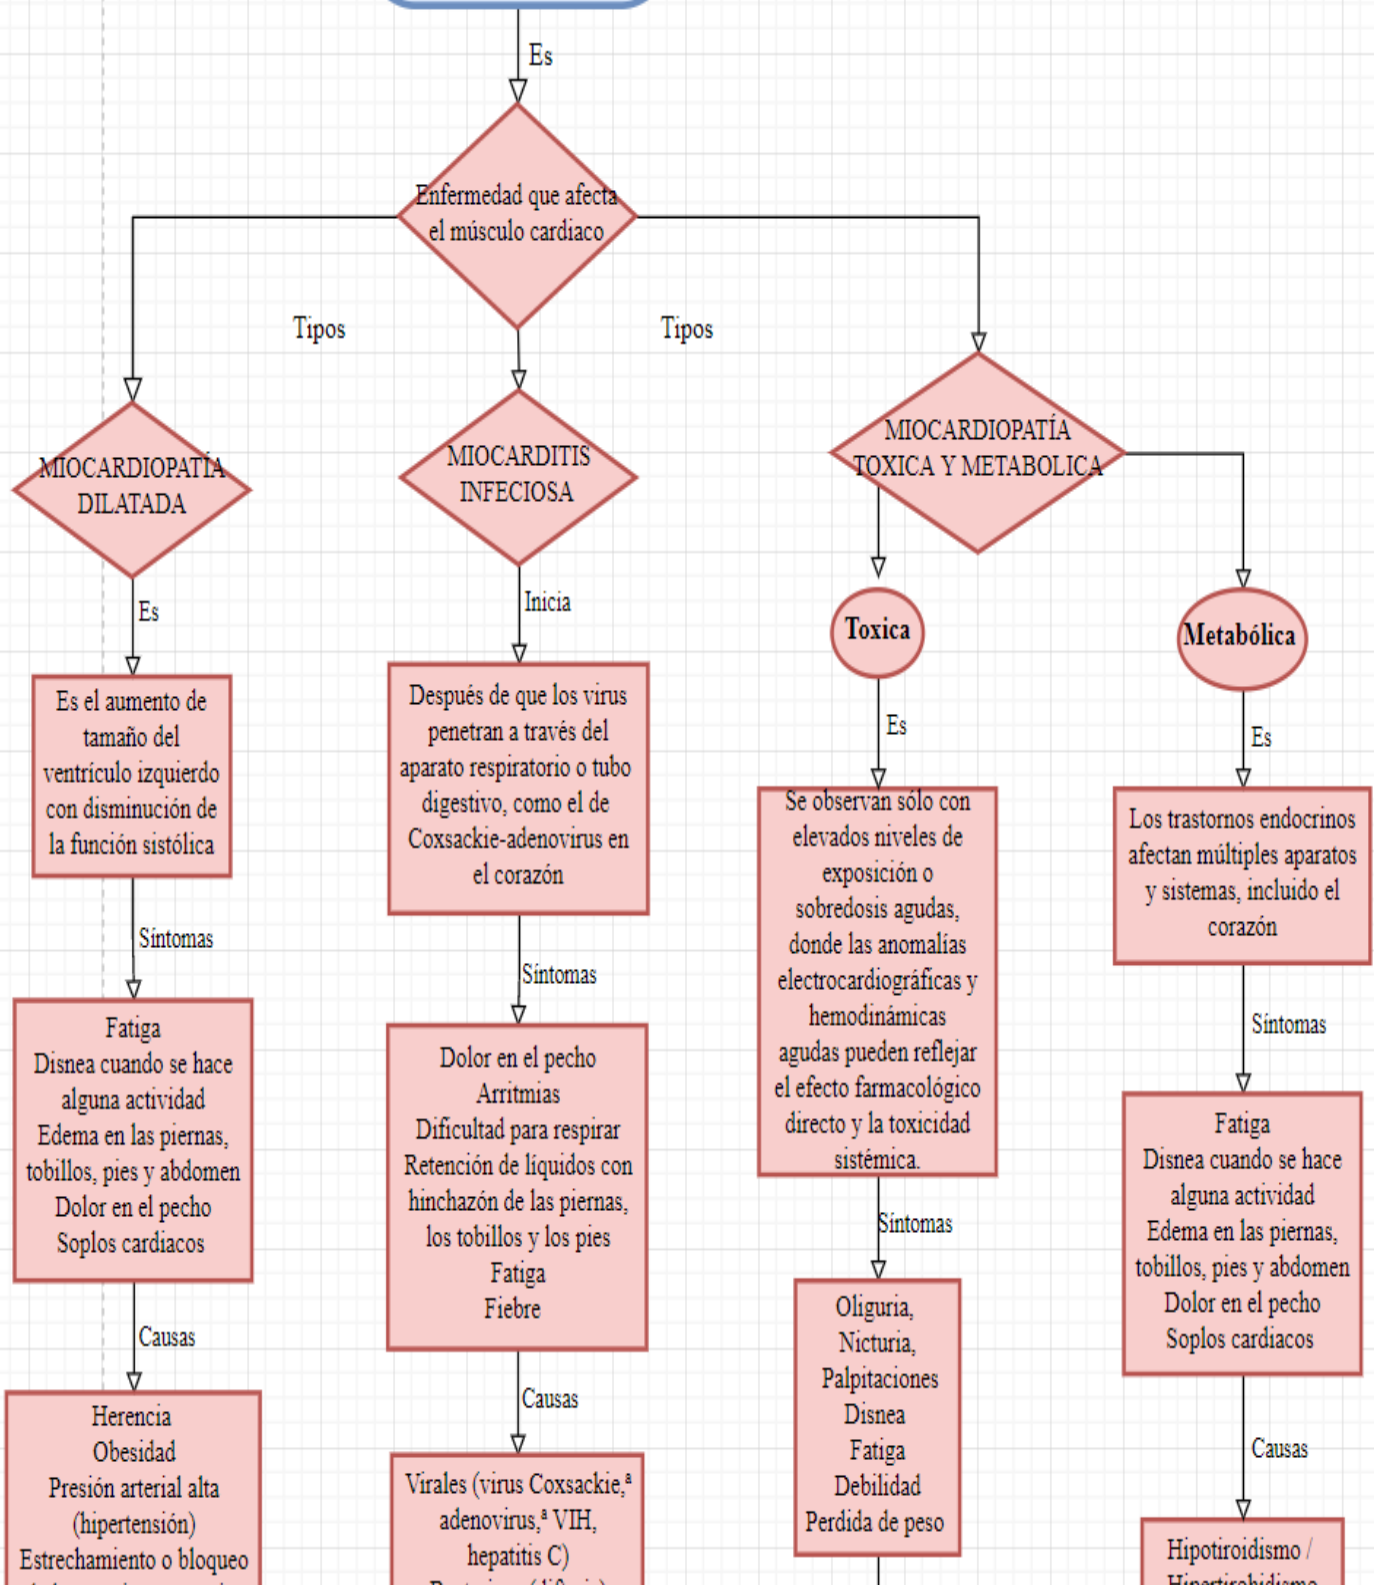 Es
Enfermedad que afecta
el músculo cardiaco
Tipos
Tipos
MIOCARDIOPATÍA
DILATADA
Es
Es el aumento de
tamaño del
ventrículo izquierdo
con disminución de
la función sistólica
Síntomas
Fatiga
Disnea cuando se hace
alguna actividad
Edema en las piernas,
tobillos, pies y abdomen
Dolor en el pecho
Soplos cardiacos
Causas
Herencia
Obesidad
Presión arterial alta
(hipertensión)
Estrechamiento o bloqueo
MIOCARDITIS
INFECIOSA
Inicia
Después de que los virus
penetran a través del
aparato respiratorio o tubo
digestivo, como el de
Coxsackie-adenovirus en
el corazón
Síntomas
Dolor en el pecho
Arritmias
Dificultad para respirar
Retención de líquidos con
hinchazón de las piernas,
los tobillos y los pies
Fatiga
Fiebre
Causas
Virales (virus Coxsackie,ª
adenovirus,ª VIH,
hepatitis C)
MIOCARDIOPATÍA
TOXICA Y METABOLICA
Toxica
Es
Se observan sólo con
elevados niveles de
exposición o
sobredosis agudas,
donde las anomalías
electrocardiográficas y
hemodinámicas
agudas pueden reflejar
el efecto farmacológico
directo y la toxicidad
sistémica.
Síntomas
Oliguria,
Nicturia,
Palpitaciones
Disnea
Fatiga
Debilidad
Perdida de peso
Metabólica
Es
Los trastornos endocrinos
afectan múltiples aparatos
y sistemas, incluido el
corazón
Síntomas
Fatiga
Disnea cuando se hace
alguna actividad
Edema en las piernas,
tobillos, pies y abdomen
Dolor en el pecho
Soplos cardiacos
Causas
Hipotiroidismo /